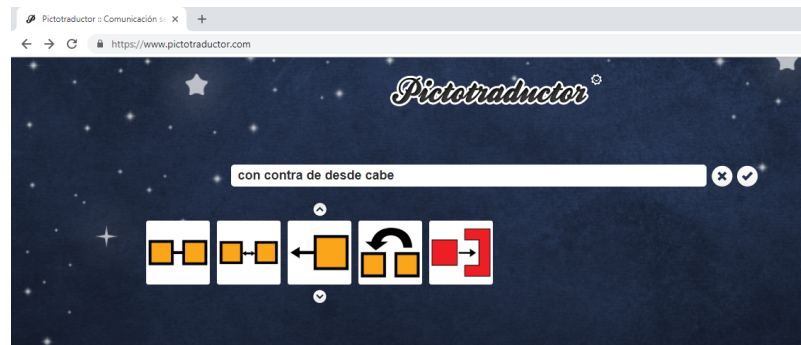 Pictotraductor :: Comunicación
https://www.pictotraductor.com
Pictotraductor
con contra de desde cabe